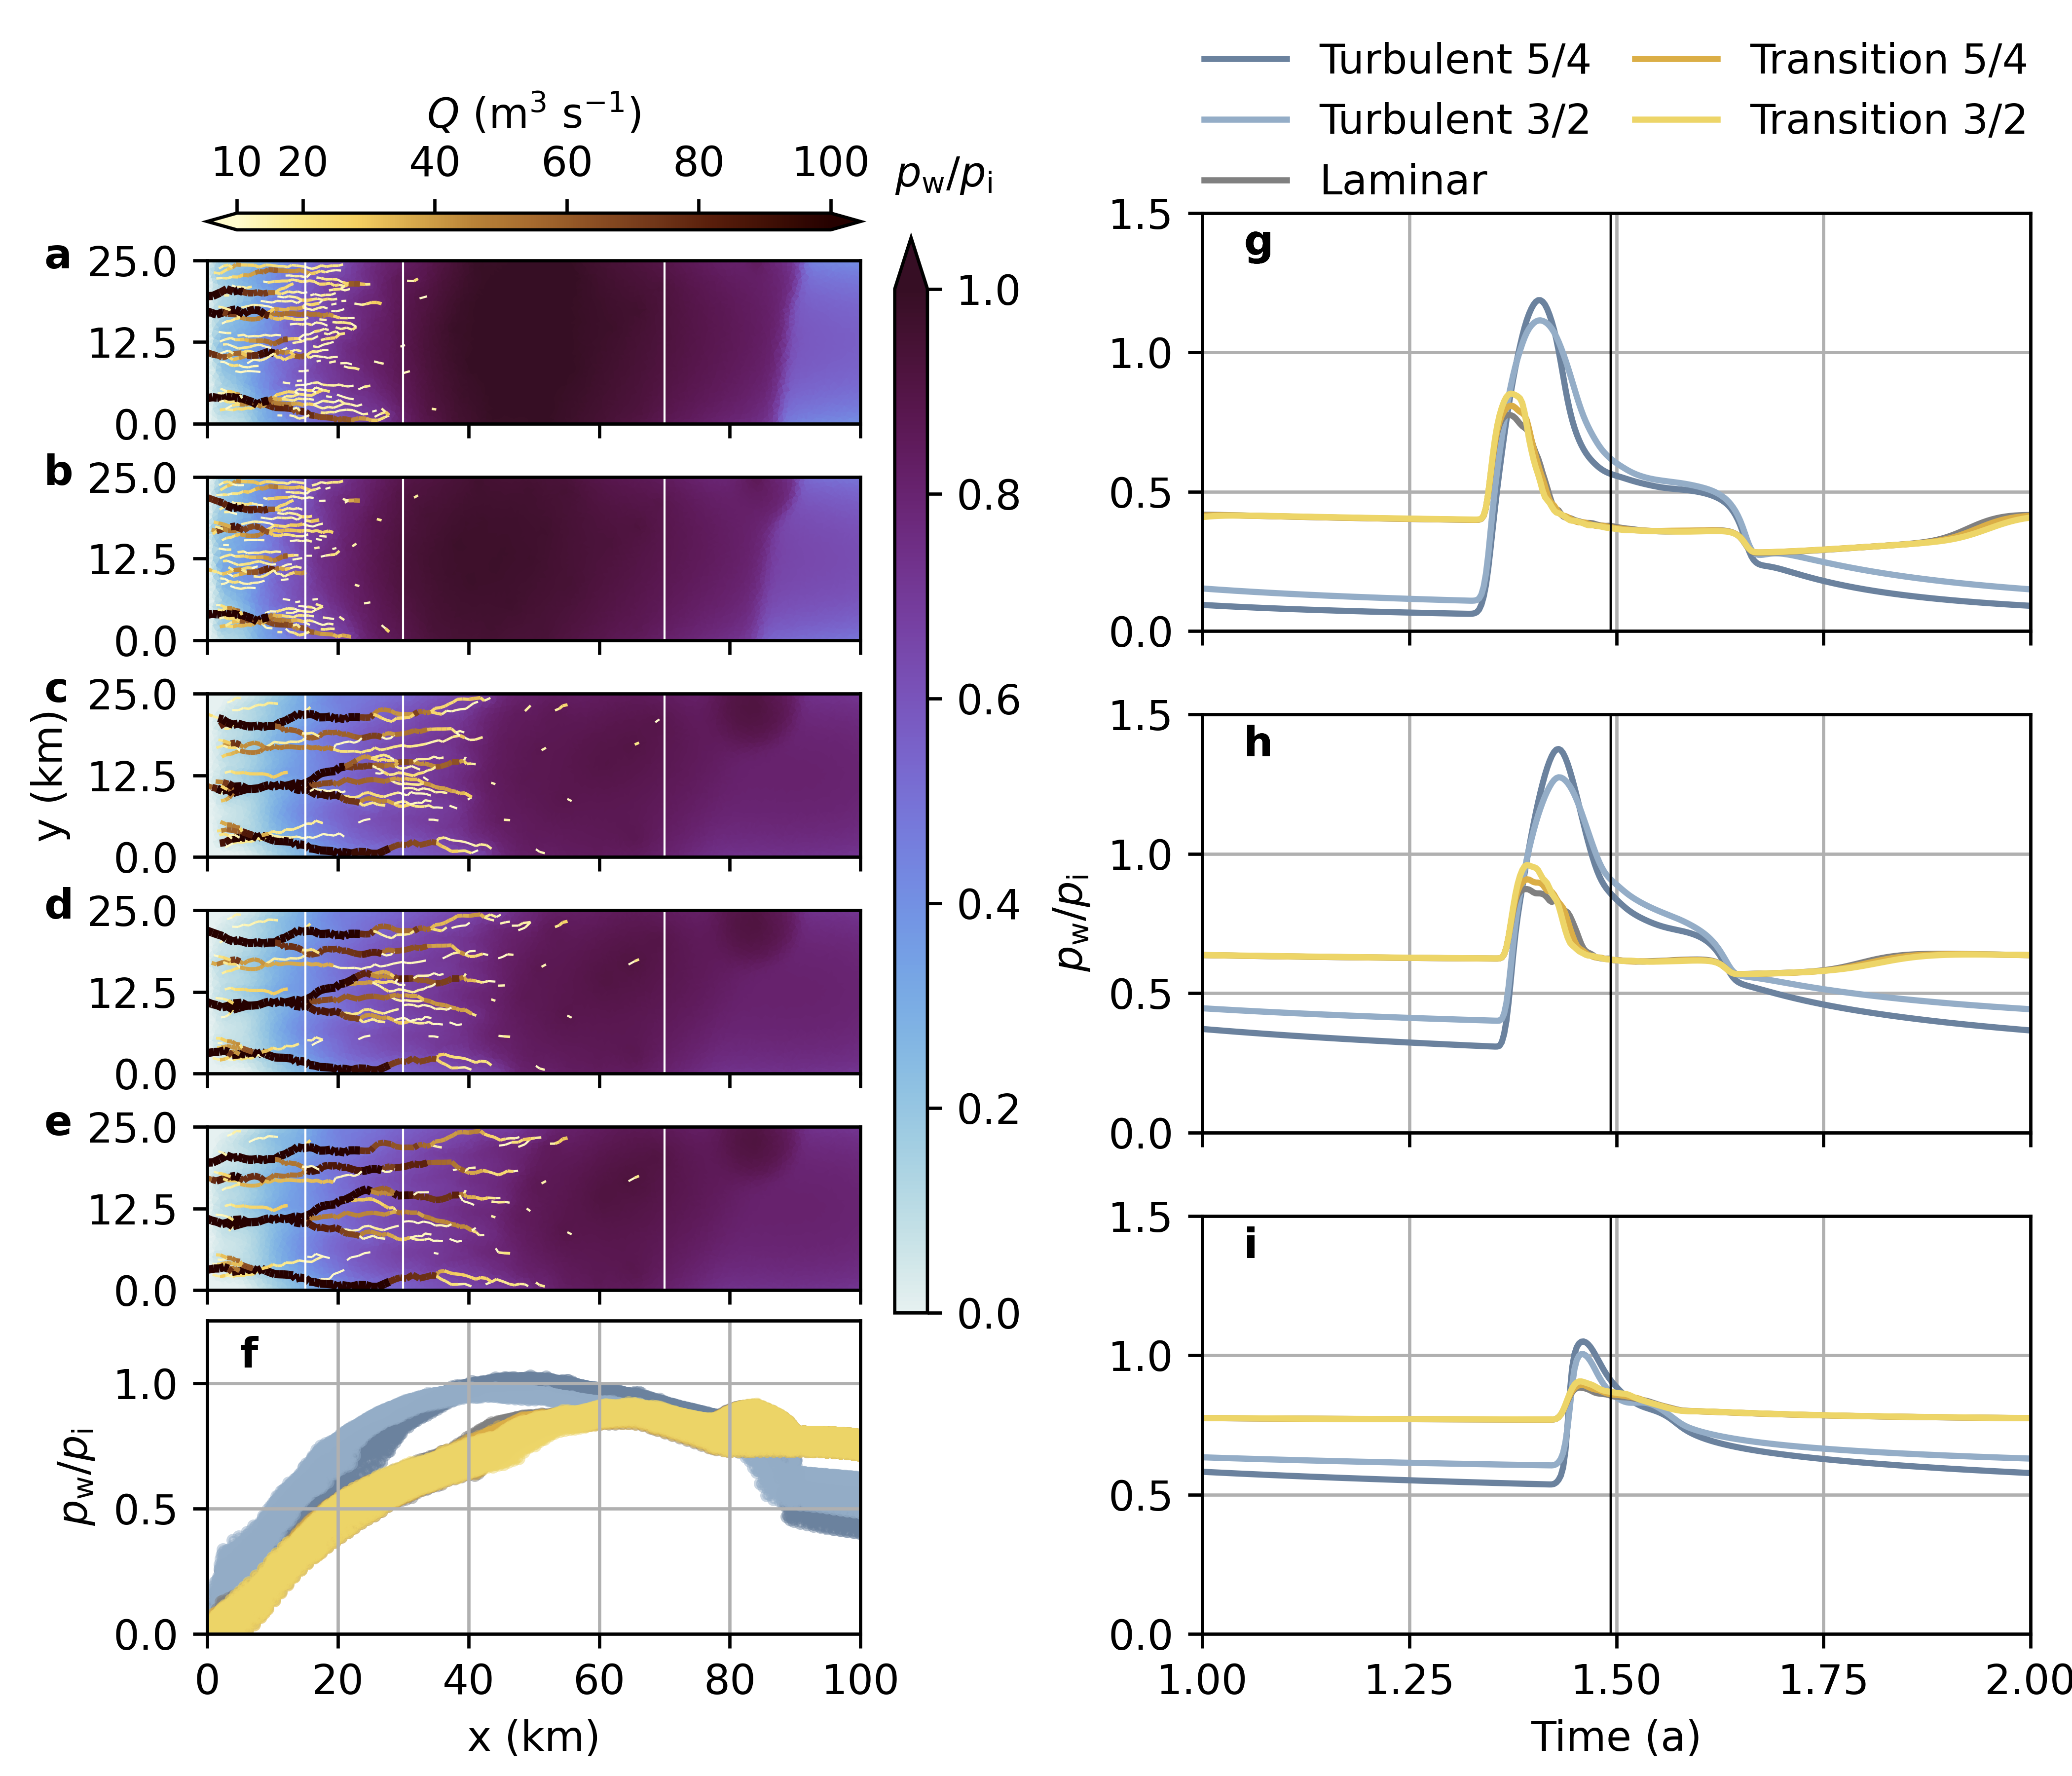 Q (m³ s⁻¹)
10 20 40 60 80 100
p_w/p_i
a 25.0
12.5
0.0
b 25.0
12.5
0.0
c 25.0
12.5
0.0
d 25.0
12.5
0.0
e 25.0
12.5
0.0
y (km)
1.0
0.8
0.6
0.4
0.2
0.0
f
1.0
0.5
0.0
p_w/p_i
0 20 40 60 80 100
x (km)
Turbulent 5/4 Transition 5/4
Turbulent 3/2 Transition 3/2
Laminar
g
1.5
1.0
0.5
0.0
h
1.5
1.0
0.5
0.0
p_w/p_i
i
1.5
1.0
0.5
0.0
1.00 1.25 1.50 1.75 2.00
Time (a)